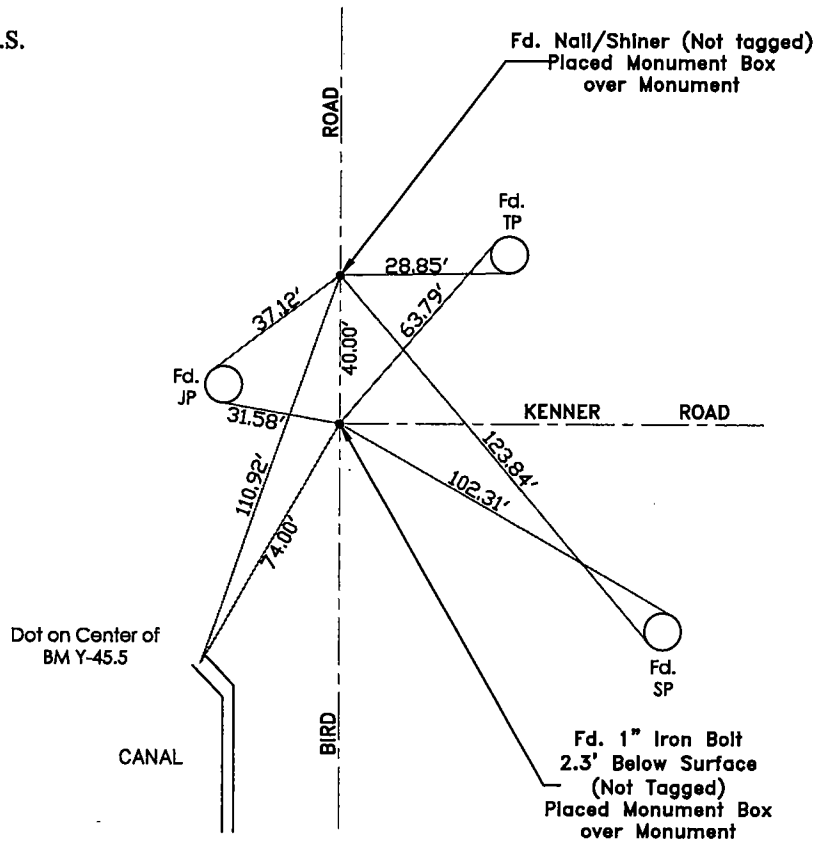 .S.
Fd. Nail/Shiner (Not tagged)
Placed Monument Box
over Monument
ROAD
Fd.
TP
28.85'
37.12'
63.79'
40.00'
Fd.
JP
31.58'
KENNER ROAD
123.84'
102.31'
110.92'
74.00'
Dot on Center of
BM Y-45.5
Fd.
SP
BIRD
CANAL
Fd. 1" Iron Bolt
2.3' Below Surface
(Not Tagged)
Placed Monument Box
over Monument